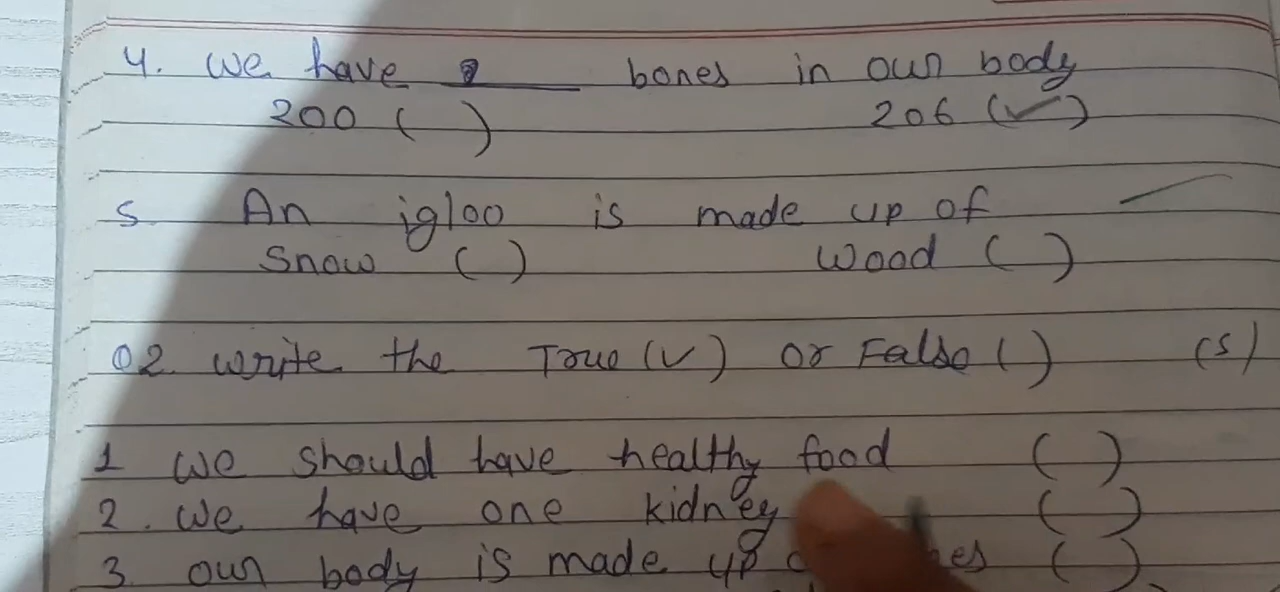 4. We have ____ bones in our body
200 ( ) 206 (✓)
5 An igloo is made up of —
Snow ( ) Wood ( )
Q2 write the True (✓) or False ( ) (5)
1 We should have healthy food ( )
2. We have one kidney ( )
3 our body is made up ( )